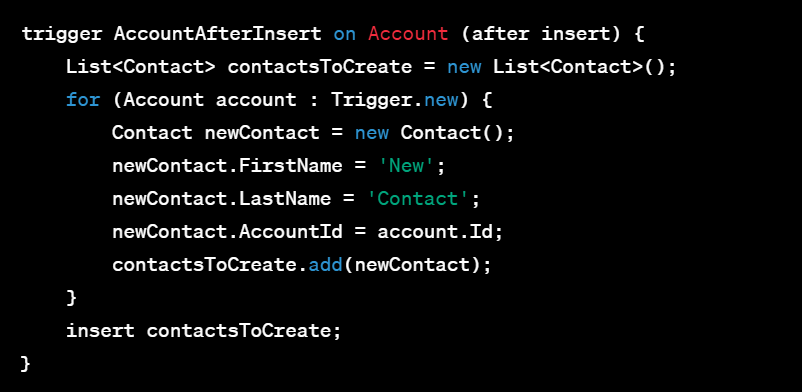 trigger AccountAfterInsert on Account (after insert) {
    List<Contact> contactsToCreate = new List<Contact>();
    for (Account account : Trigger.new) {
        Contact newContact = new Contact();
        newContact.FirstName = 'New';
        newContact.LastName = 'Contact';
        newContact.AccountId = account.Id;
        contactsToCreate.add(newContact);
    }
    insert contactsToCreate;
}